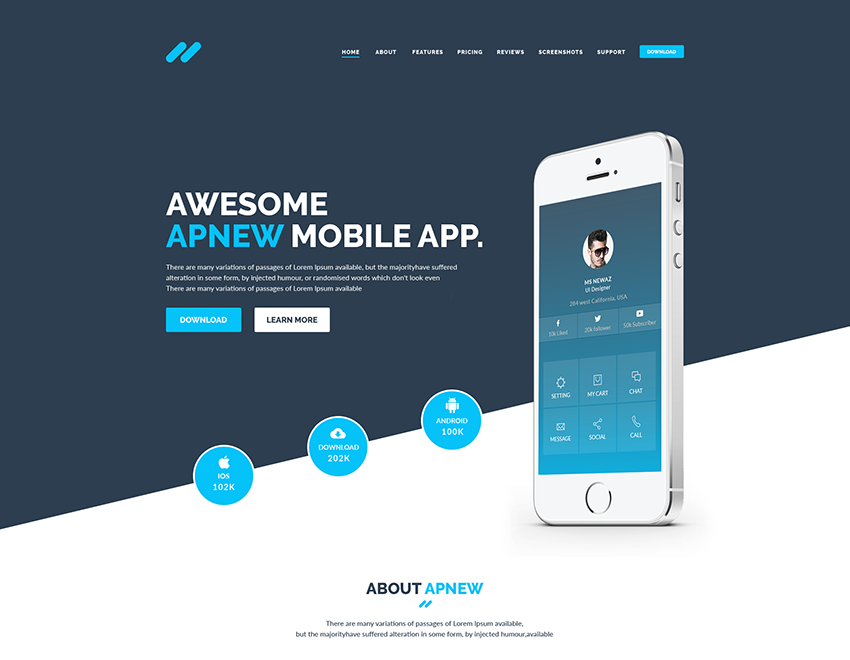 HOME ABOUT FEATURES PRICING REVIEWS SCREENSHOTS SUPPORT DOWNLOAD
AWESOME
APNEW MOBILE APP.
There are many variations of passages of Lorem Ipsum available, but the majorityhave suffered
alteration in some form, by injected humour, or randomised words which don't look even
There are many variations of passages of Lorem Ipsum available
DOWNLOAD LEARN MORE
MS NEWAZ
UI Designer
284 west California, USA
10k Liked 20k Follower 50k Subscriber
SETTING MY CART CHAT
MESSAGE SOCIAL CALL
ANDROID
100K
DOWNLOAD
202K
IOS
102K
ABOUT APNEW
There are many variations of passages of Lorem Ipsum available,
but the majorityhave suffered alteration in some form, by injected humour,available